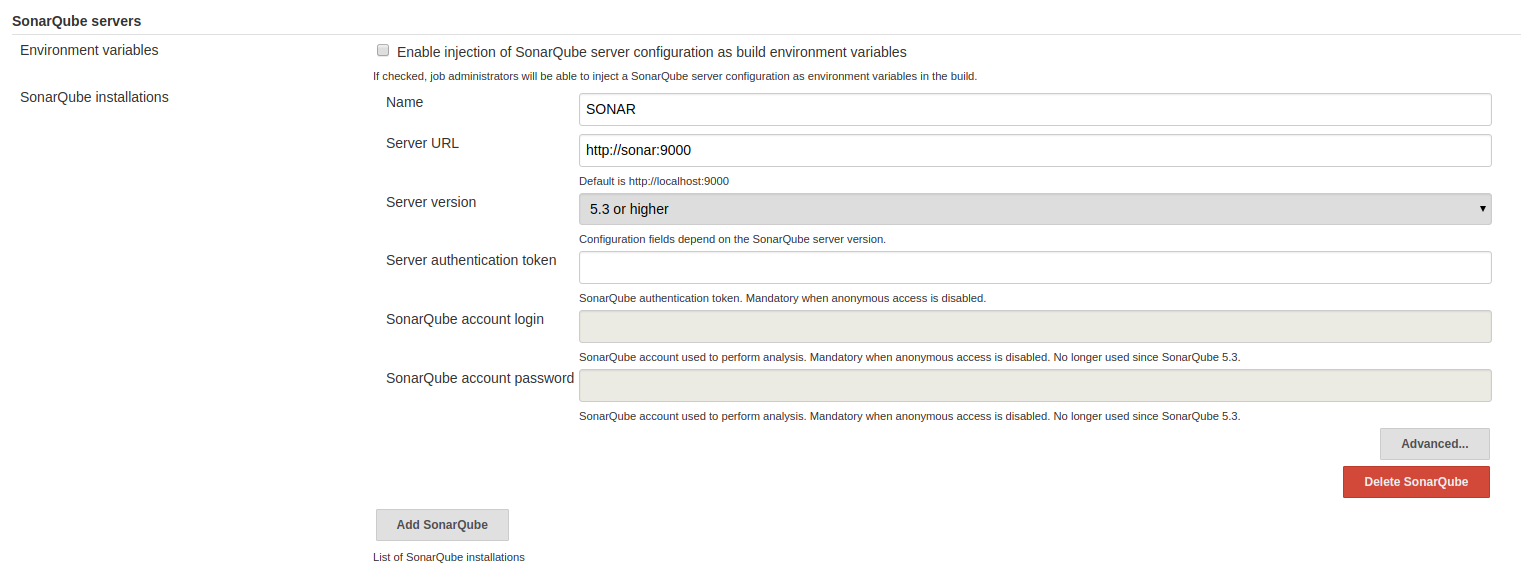 SonarQube servers
Environment variables
Enable injection of SonarQube server configuration as build environment variables
If checked, job administrators will be able to inject a SonarQube server configuration as environment variables in the build.
SonarQube installations
Name
SONAR
Server URL
http://sonar:9000
Default is http://localhost:9000
Server version
5.3 or higher
Configuration fields depend on the SonarQube server version.
Server authentication token
SonarQube authentication token. Mandatory when anonymous access is disabled.
SonarQube account login
SonarQube account used to perform analysis. Mandatory when anonymous access is disabled. No longer used since SonarQube 5.3.
SonarQube account password
SonarQube account used to perform analysis. Mandatory when anonymous access is disabled. No longer used since SonarQube 5.3.
Advanced...
Delete SonarQube
Add SonarQube
List of SonarQube installations